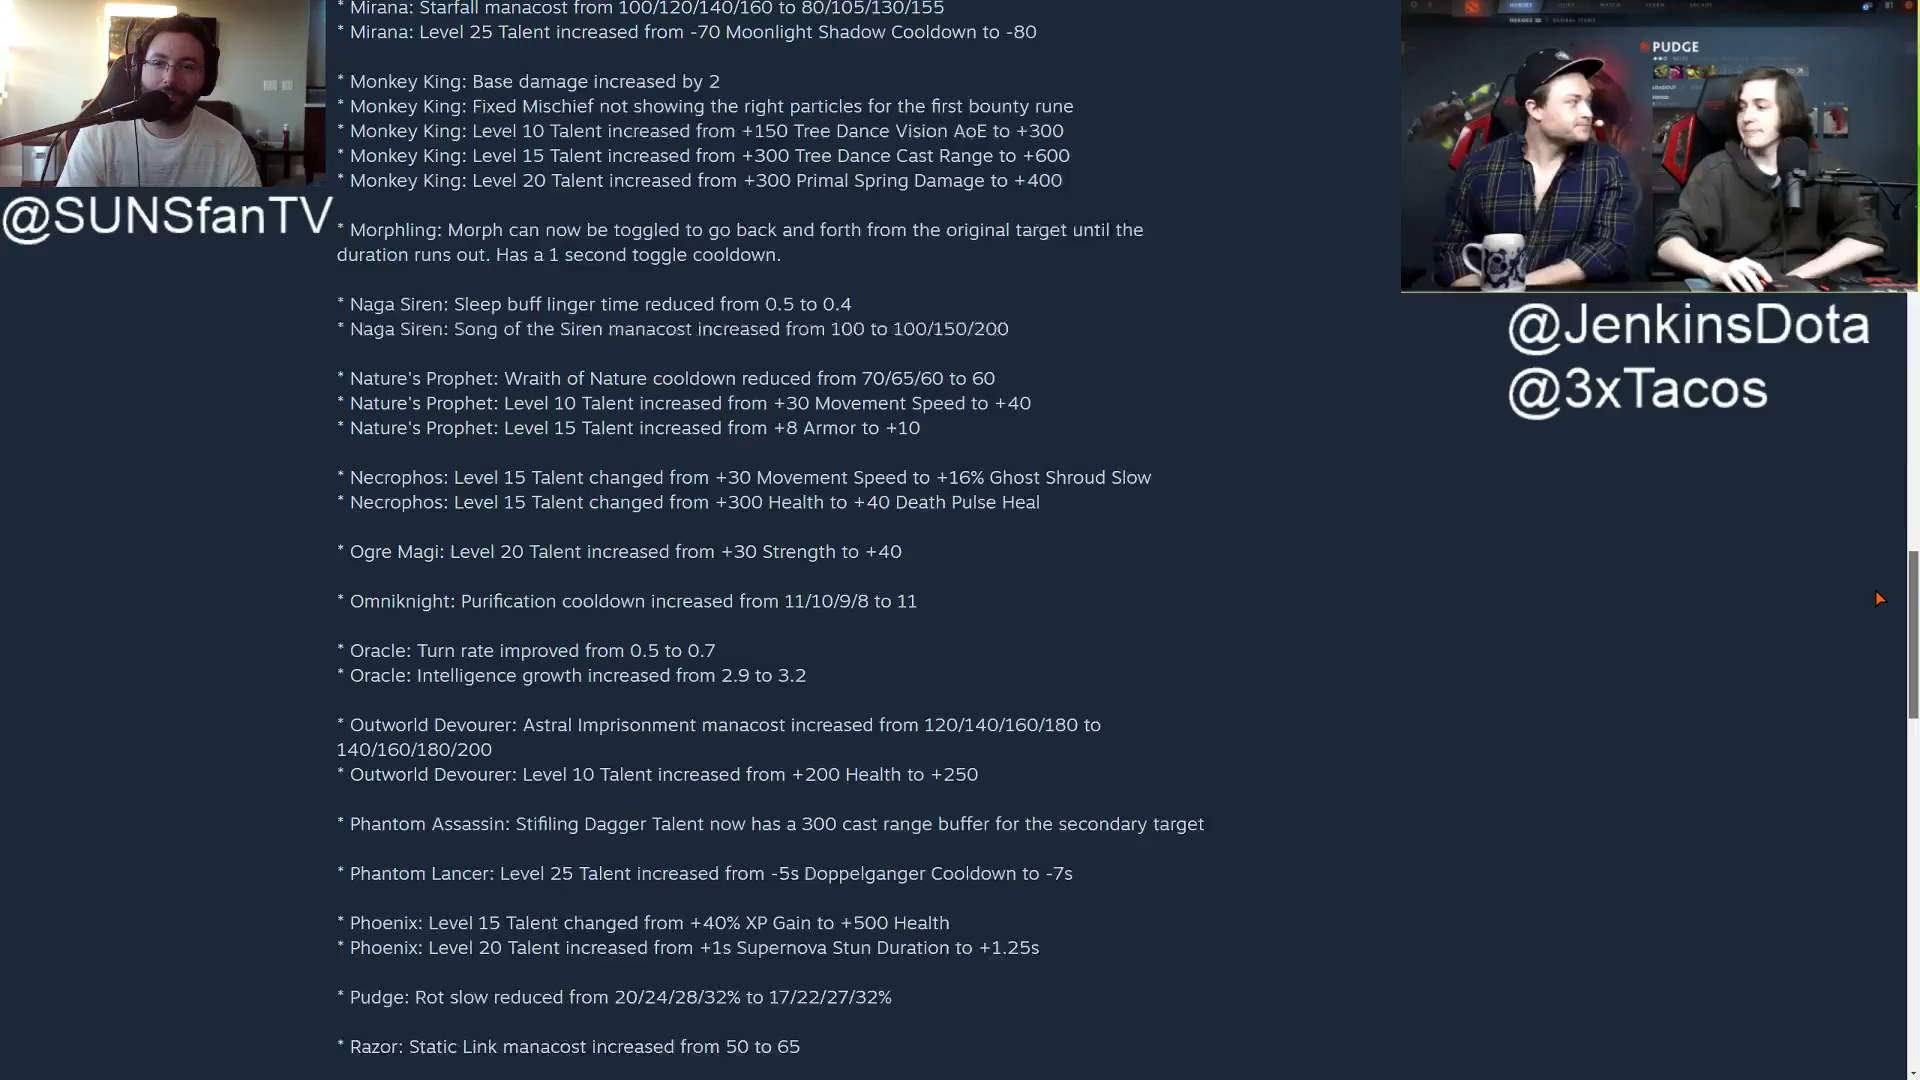 * Mirana: Starfall manacost from 100/120/140/160 to 80/105/130/155
* Mirana: Level 25 Talent increased from -70 Moonlight Shadow Cooldown to -80
* Monkey King: Base damage increased by 2
* Monkey King: Fixed Mischief not showing the right particles for the first bounty rune
* Monkey King: Level 10 Talent increased from +150 Tree Dance Vision AoE to +300
* Monkey King: Level 15 Talent increased from +300 Tree Dance Cast Range to +600
* Monkey King: Level 20 Talent increased from +300 Primal Spring Damage to +400
* Morphling: Morph can now be toggled to go back and forth from the original target until the
duration runs out. Has a 1 second toggle cooldown.
* Naga Siren: Sleep buff linger time reduced from 0.5 to 0.4
* Naga Siren: Song of the Siren manacost increased from 100 to 100/150/200
* Nature's Prophet: Wraith of Nature cooldown reduced from 70/65/60 to 60
* Nature's Prophet: Level 10 Talent increased from +30 Movement Speed to +40
* Nature's Prophet: Level 15 Talent increased from +8 Armor to +10
* Necrophos: Level 15 Talent changed from +30 Movement Speed to +16% Ghost Shroud Slow
* Necrophos: Level 15 Talent changed from +300 Health to +40 Death Pulse Heal
* Ogre Magi: Level 20 Talent increased from +30 Strength to +40
* Omniknight: Purification cooldown increased from 11/10/9/8 to 11
* Oracle: Turn rate improved from 0.5 to 0.7
* Oracle: Intelligence growth increased from 2.9 to 3.2
* Outworld Devourer: Astral Imprisonment manacost increased from 120/140/160/180 to
140/160/180/200
* Outworld Devourer: Level 10 Talent increased from +200 Health to +250
* Phantom Assassin: Stifiling Dagger Talent now has a 300 cast range buffer for the secondary target
* Phantom Lancer: Level 25 Talent increased from -5s Doppelganger Cooldown to -7s
* Phoenix: Level 15 Talent changed from +40% XP Gain to +500 Health
* Phoenix: Level 20 Talent increased from +1s Supernova Stun Duration to +1.25s
* Pudge: Rot slow reduced from 20/24/28/32% to 17/22/27/32%
* Razor: Static Link manacost increased from 50 to 65
@SUNSfanTV
HEROES
GLOBAL ITEMS
PUDGE
LOADOUT
@JenkinsDota
@3xTacos